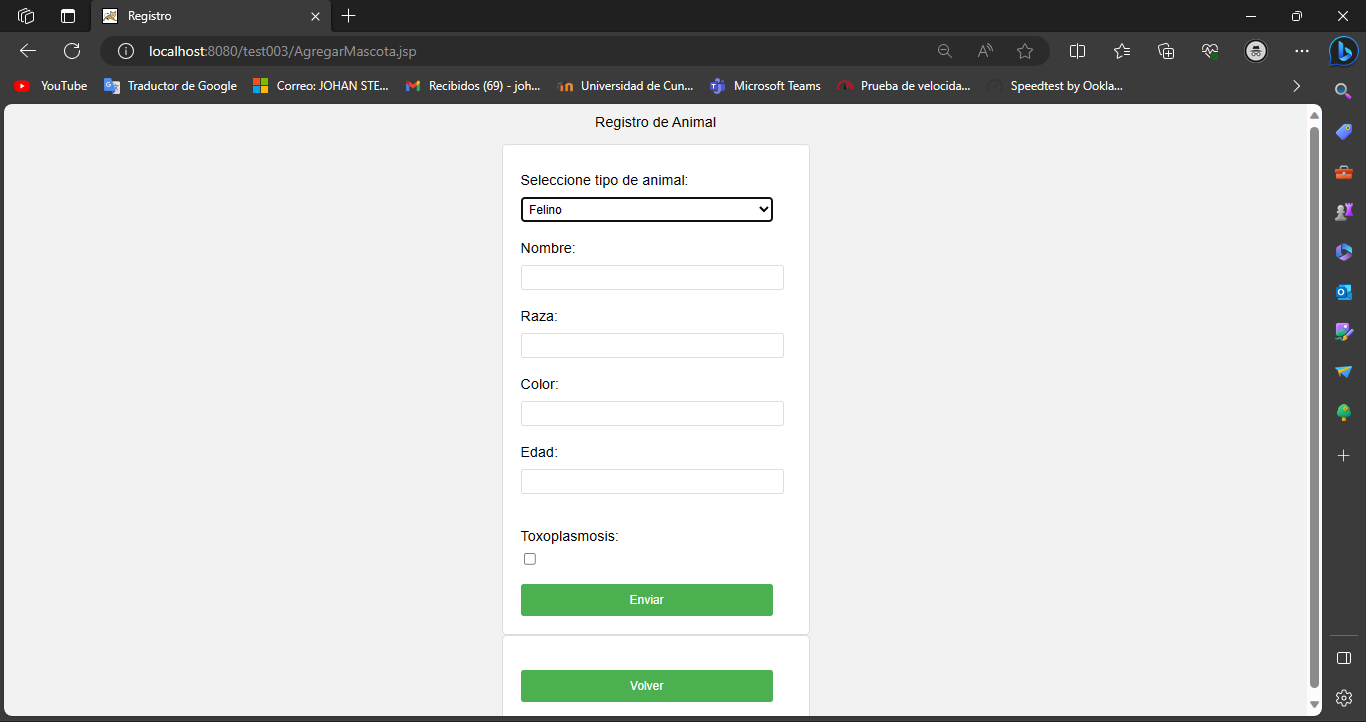 Registro
localhost:8080/test003/AgregarMascota.jsp
YouTube Traductor de Google Correo: JOHAN STE... Recibidos (69) - joh... Universidad de Cun... Microsoft Teams Prueba de velocida... Speedtest by Ookla...
Registro de Animal
Seleccione tipo de animal:
Felino
Nombre:
Raza:
Color:
Edad:
Toxoplasmosis:
Enviar
Volver